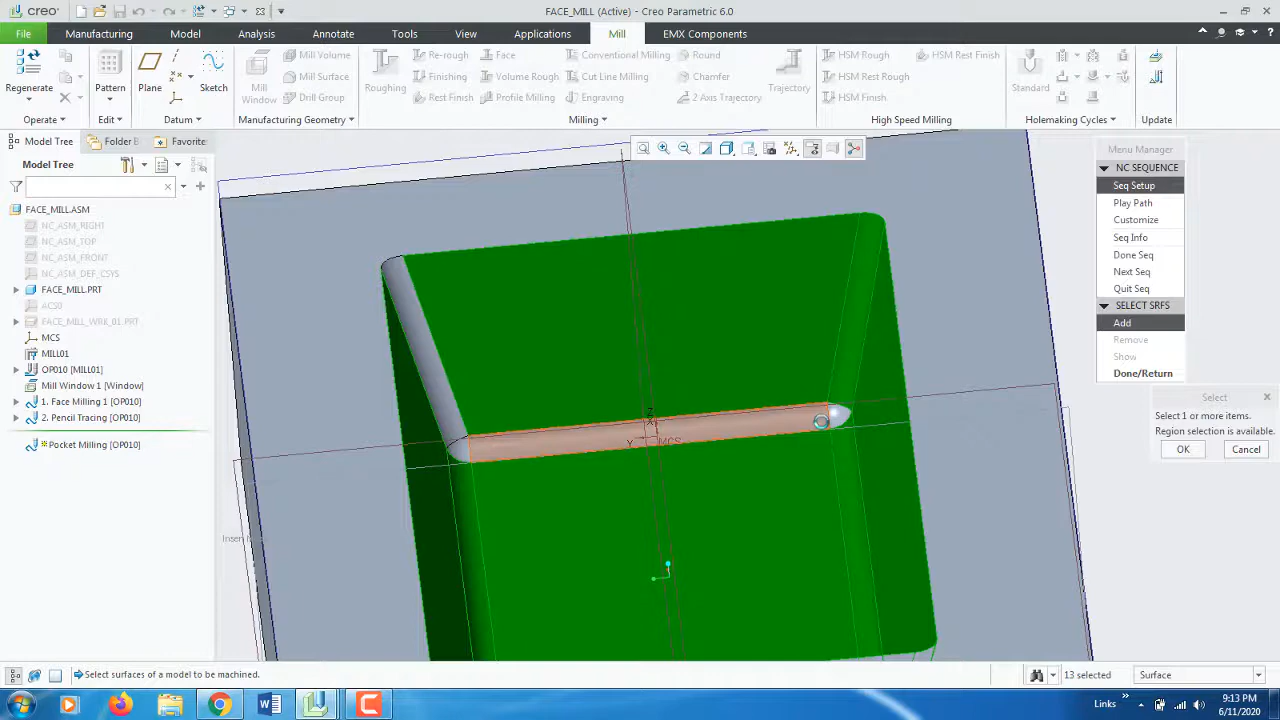 creo
FACE_MILL (Active) - Creo Parametric 6.0
File Manufacturing Model Analysis Annotate Tools View Applications Mill EMX Components
Regenerate
Operate
Pattern
Edit
Plane
Sketch
Datum
Mill Window
Mill Volume
Mill Surface
Drill Group
Manufacturing Geometry
Roughing
Re-rough
Finishing
Rest Finish
Face
Volume Rough
Profile Milling
Conventional Milling
Cut Line Milling
Engraving
Round
Chamfer
2 Axis Trajectory
Trajectory
Milling
HSM Rough
HSM Rest Rough
HSM Finish
HSM Rest Finish
High Speed Milling
Standard
Holemaking Cycles
Update
Model Tree
Folder B
Favorite
Model Tree
FACE_MILL.ASM
NC_ASM_RIGHT
NC_ASM_TOP
NC_ASM_FRONT
NC_ASM_DEF_CSYS
FACE_MILL.PRT
ACS0
FACE_MILL_WRK_01.PRT
MCS
MILL01
OP010 [MILL01]
Mill Window 1 [Window]
1. Face Milling 1 [OP010]
2. Pencil Tracing [OP010]
Pocket Milling [OP010]
Z
X
Y
MCS
Menu Manager
NC SEQUENCE
Seq Setup
Play Path
Customize
Seq Info
Done Seq
Next Seq
Quit Seq
SELECT SRFS
Add
Remove
Show
Done/Return
Select
Select 1 or more items.
Region selection is available.
OK Cancel
Select surfaces of a model to be machined.
13 selected
Surface
Links
9:13 PM
6/11/2020